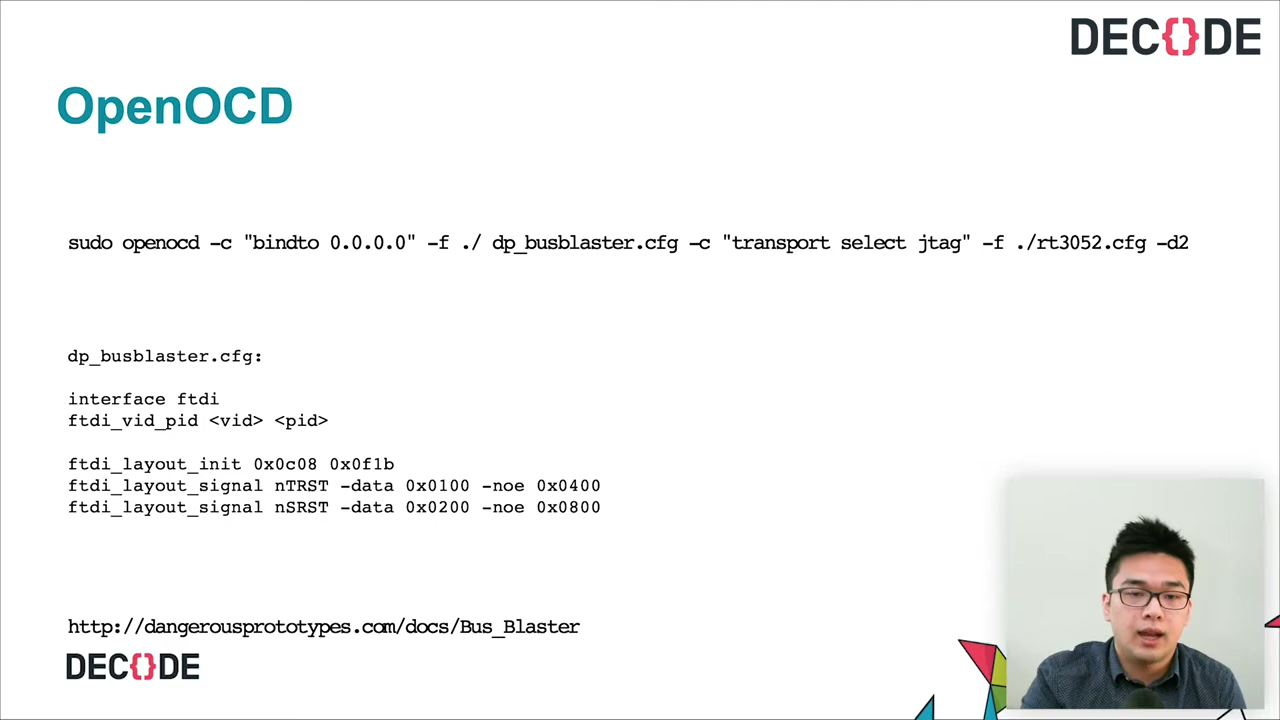 DEC{}DE
OpenOCD
sudo openocd -c "bindto 0.0.0.0" -f ./ dp_busblaster.cfg -c "transport select jtag" -f ./rt3052.cfg -d2
dp_busblaster.cfg:
interface ftdi
ftdi_vid_pid <vid> <pid>
ftdi_layout_init 0x0c08 0x0f1b
ftdi_layout_signal nTRST -data 0x0100 -noe 0x0400
ftdi_layout_signal nSRST -data 0x0200 -noe 0x0800
http://dangerousprototypes.com/docs/Bus_Blaster
DEC{}DE